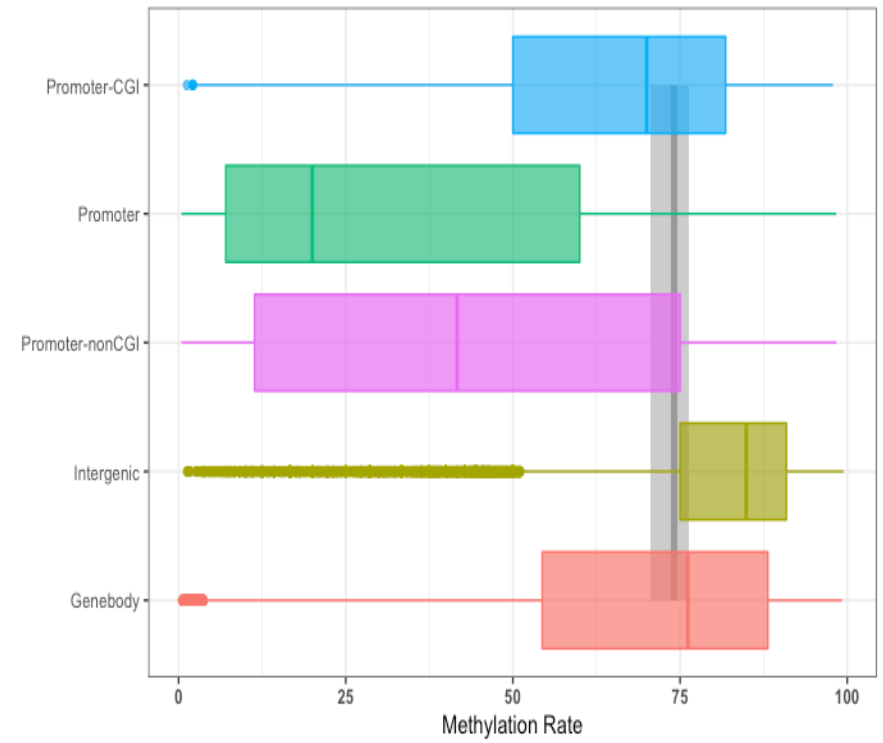 Promoter-CGI
Promoter
Promoter-nonCGI
Intergenic
Genebody
0 25 50 75 100
Methylation Rate